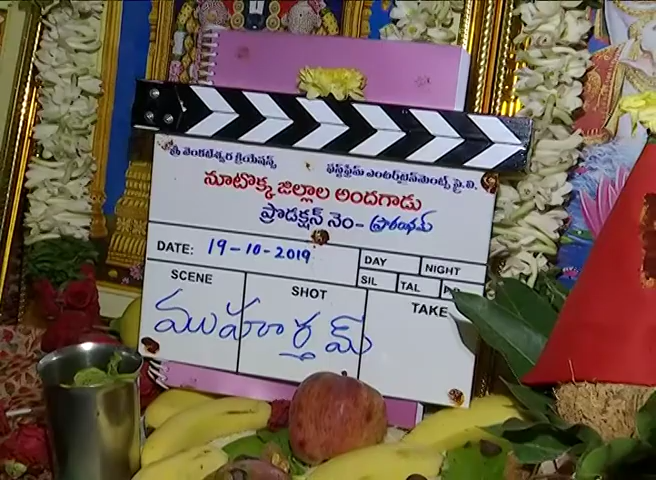 శ్రీ వెంకటేశ్వర క్రియేషన్స్, ఫస్ట్‌ఫ్రేమ్ ఎంటర్‌టైన్‌మెంట్స్ ప్రై.లి.
నూటొక్క జిల్లాల అందగాడు
ప్రొడక్షన్ నెం- ప్రారంభమ్
DATE: 19-10-2019
DAY NIGHT
SIL TAL
SCENE SHOT TAKE
ముహూర్తమ్